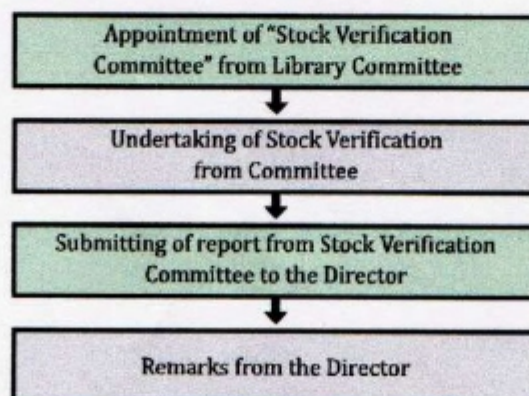 Appointment of “Stock Verification
Committee” from Library Committee
Undertaking of Stock Verification
from Committee
Submitting of report from Stock Verification
Committee to the Director
Remarks from the Director